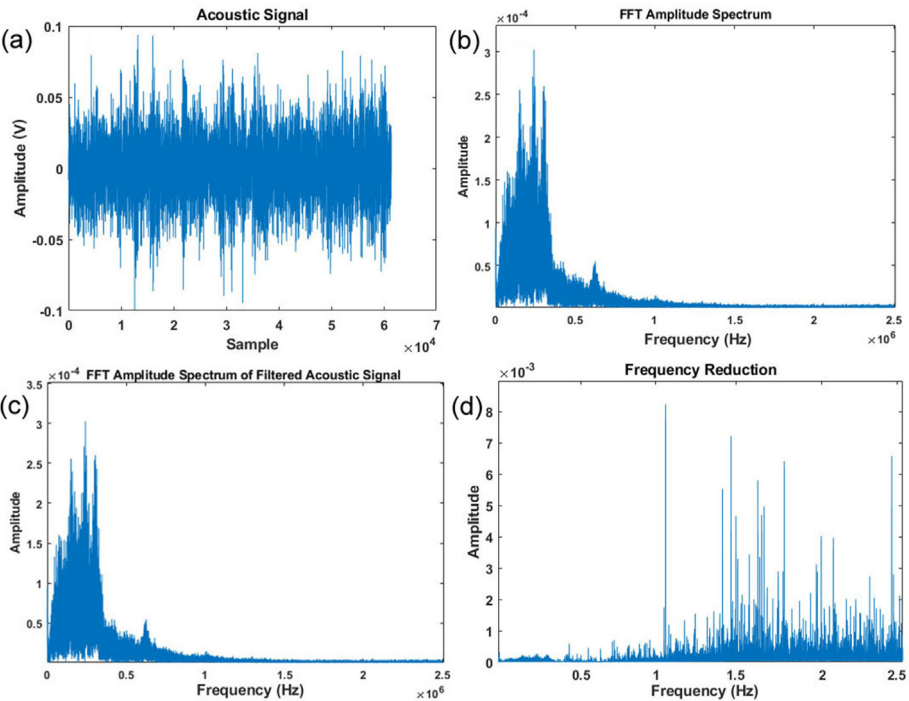 (a)
Acoustic Signal
0.1
0.05
0
-0.05
-0.1
Amplitude (V)
0 1 2 3 4 5 6 7
Sample
×10^4
(b)
FFT Amplitude Spectrum
×10^-4
3
2.5
2
1.5
1
0.5
Amplitude
0 0.5 1 1.5 2 2.5
Frequency (Hz)
×10^6
(c)
FFT Amplitude Spectrum of Filtered Acoustic Signal
3.5 ×10^-4
3
2.5
2
1.5
1
0.5
Amplitude
0 0.5 1 1.5 2 2.5
Frequency (Hz)
×10^6
(d)
Frequency Reduction
×10^-3
8
7
6
5
4
3
2
1
0
Amplitude
0.5 1 1.5 2 2.5
Frequency (Hz)
×10^6